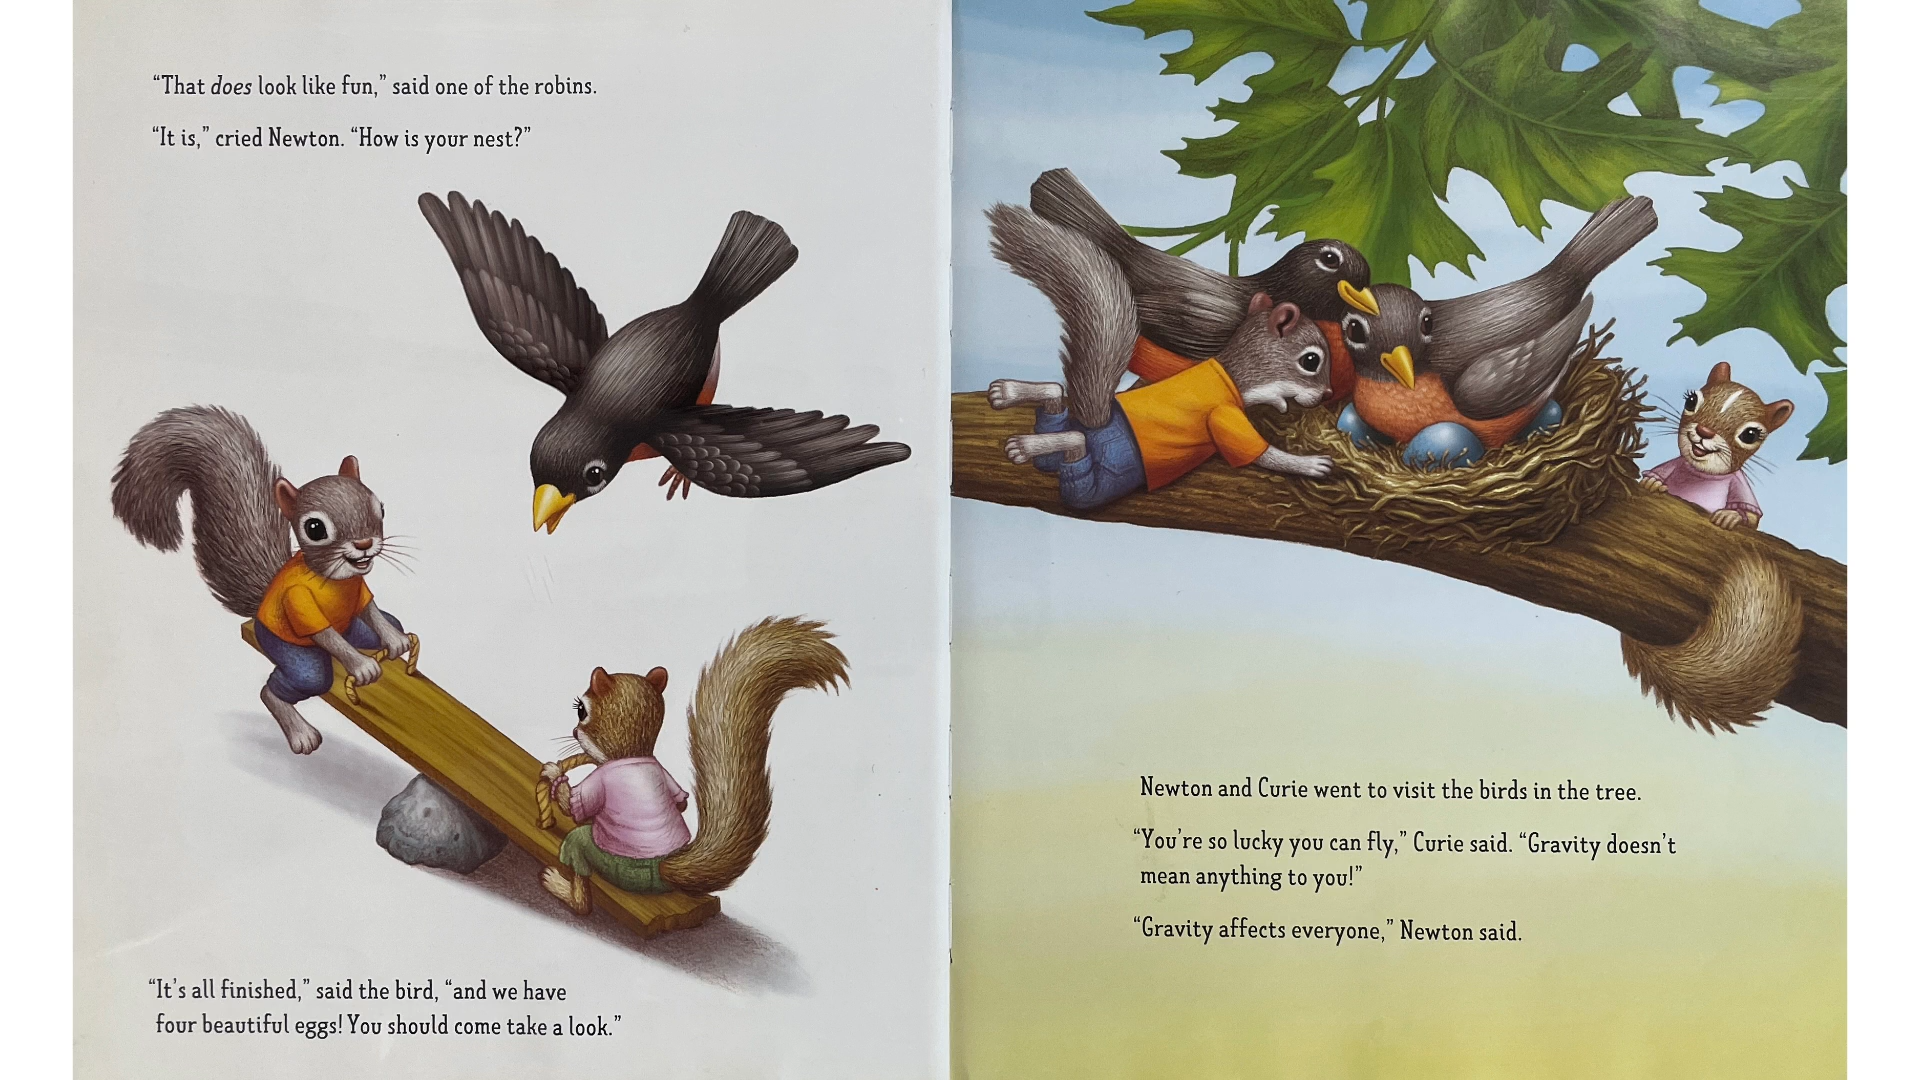 “That does look like fun,” said one of the robins.
“It is,” cried Newton. “How is your nest?”
“It’s all finished,” said the bird, “and we have
four beautiful eggs! You should come take a look.”
Newton and Curie went to visit the birds in the tree.
“You’re so lucky you can fly,” Curie said. “Gravity doesn’t
mean anything to you!”
“Gravity affects everyone,” Newton said.